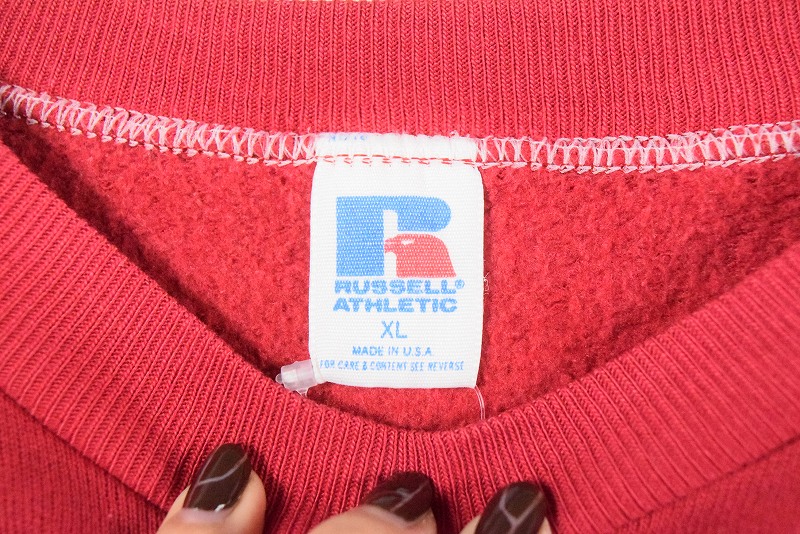 R
RUSSELL®
ATHLETIC
XL
MADE IN U.S.A.
FOR CARE & CONTENT SEE REVERSE